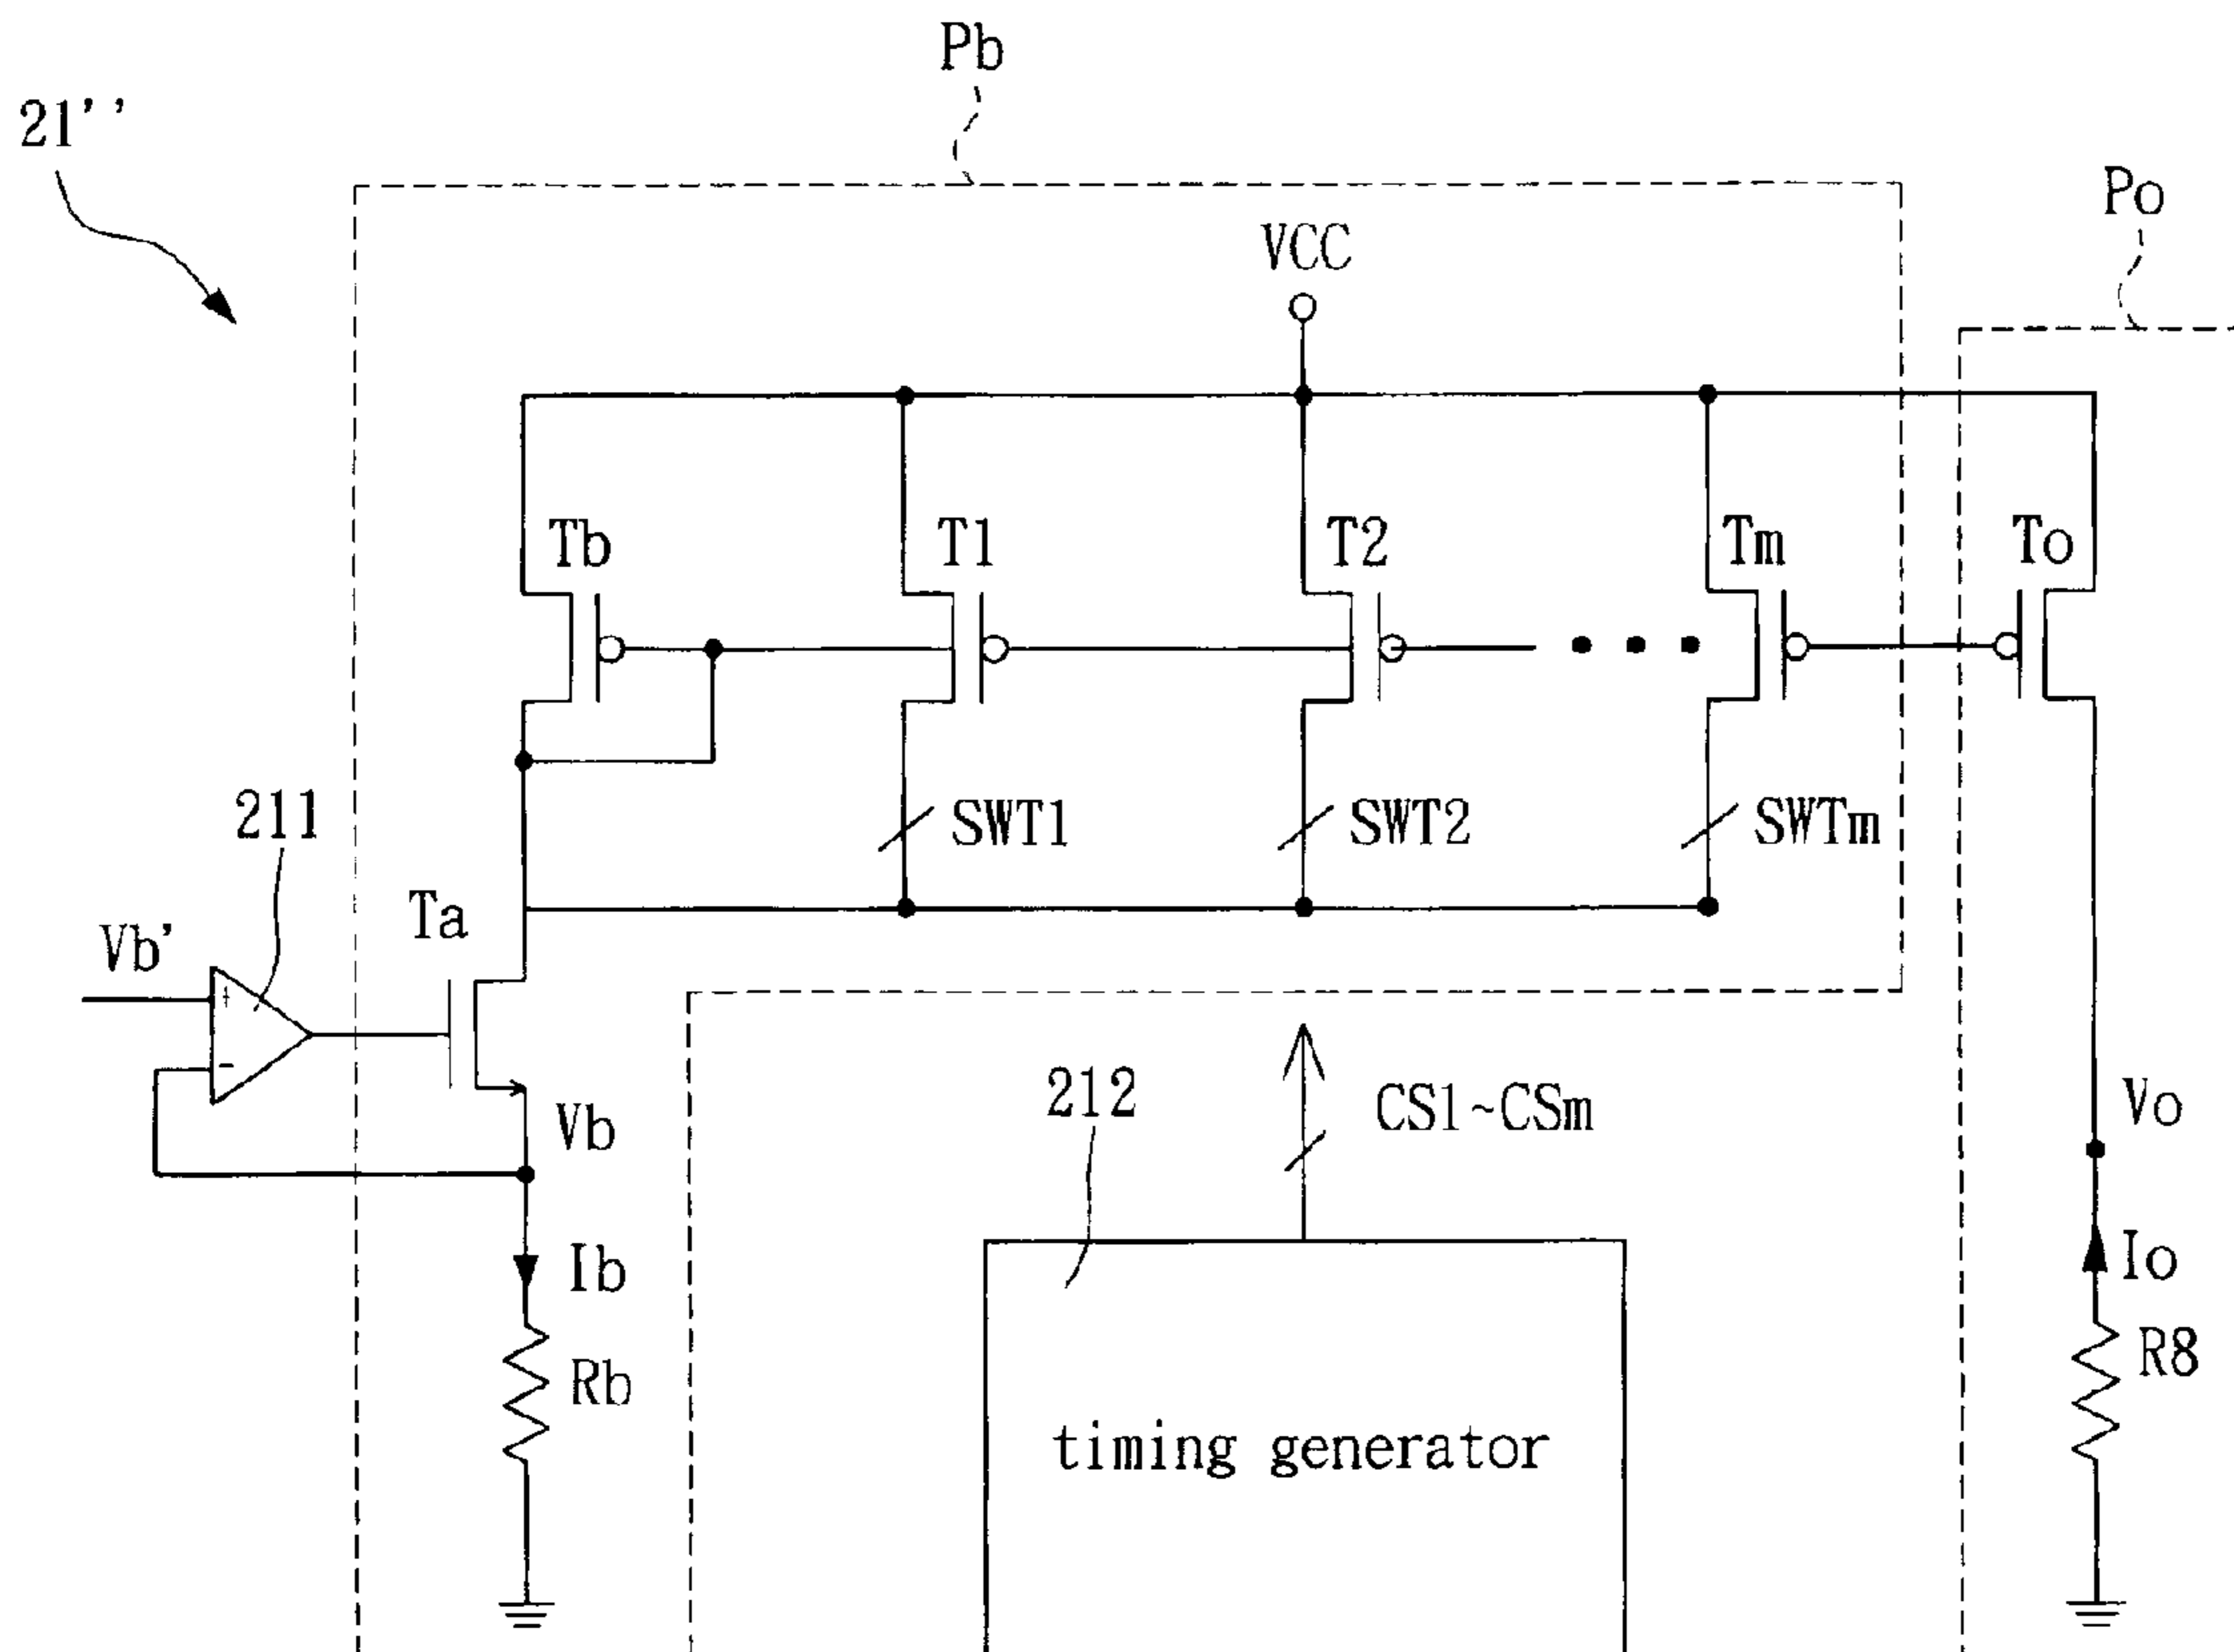 Pb
21''
Po
VCC
Tb
T1
T2
Tm
To
211
SWT1
SWT2
SWTm
Ta
Vb'
+
-
212
CS1~CSm
Vb
Vo
Ib
Io
Rb
R8
timing generator